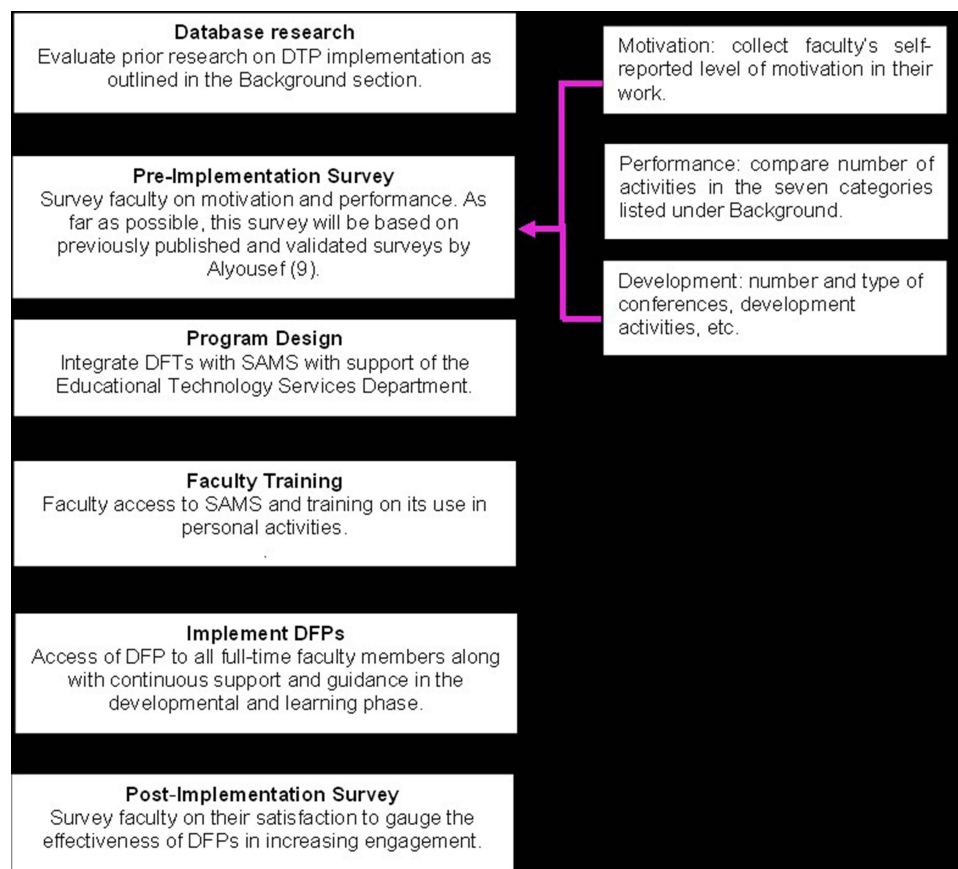 Database research
Evaluate prior research on DTP implementation as
outlined in the Background section.
Pre-Implementation Survey
Survey faculty on motivation and performance. As
far as possible, this survey will be based on
previously published and validated surveys by
Alyousef (9).
Program Design
Integrate DFTs with SAMS with support of the
Educational Technology Services Department.
Faculty Training
Faculty access to SAMS and training on its use in
personal activities.
.
Implement DFPs
Access of DFP to all full-time faculty members along
with continuous support and guidance in the
developmental and learning phase.
Post-Implementation Survey
Survey faculty on their satisfaction to gauge the
effectiveness of DFPs in increasing engagement.
Motivation: collect faculty's self-
reported level of motivation in their
work.
Performance: compare number of
activities in the seven categories
listed under Background.
Development: number and type of
conferences, development
activities, etc.